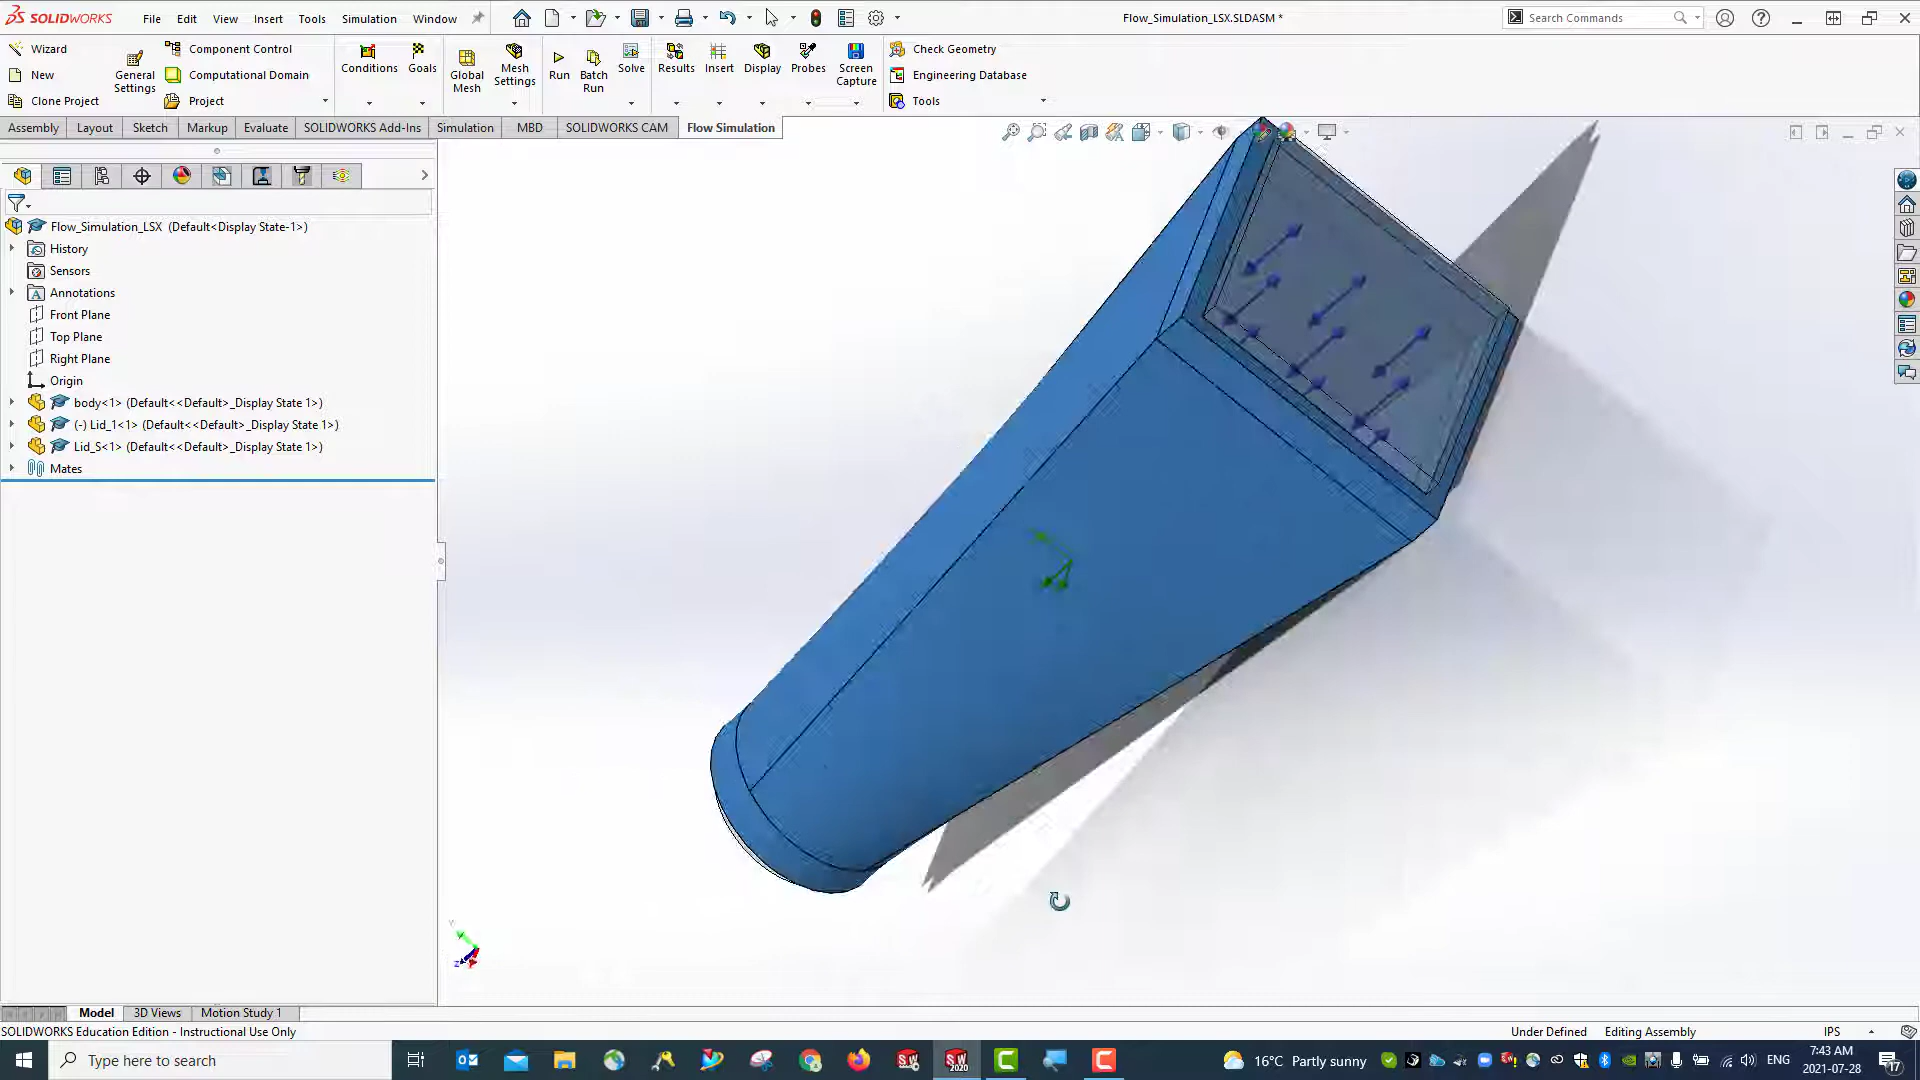 SOLIDWORKS File Edit View Insert Tools Simulation Window Flow_Simulation_LSX.SLDASM * Search Commands
Wizard
New
Clone Project
General Settings
Component Control
Computational Domain
Project
Conditions
Goals
Global Mesh
Mesh Settings
Run
Batch Run
Solve
Results
Insert
Display
Probes
Screen Capture
Check Geometry
Engineering Database
Tools
Assembly Layout Sketch Markup Evaluate SOLIDWORKS Add-Ins Simulation MBD SOLIDWORKS CAM Flow Simulation
Flow_Simulation_LSX (Default<Display State-1>)
History
Sensors
Annotations
Front Plane
Top Plane
Right Plane
Origin
body<1> (Default<<Default>_Display State 1>)
(-) Lid_1<1> (Default<<Default>_Display State 1>)
Lid_S<1> (Default<<Default>_Display State 1>)
Mates
Y
Z
Model 3D Views Motion Study 1
SOLIDWORKS Education Edition - Instructional Use Only Under Defined Editing Assembly IPS
Type here to search
SW 2020
16°C Partly sunny
ENG
7:43 AM
2021-07-28
17